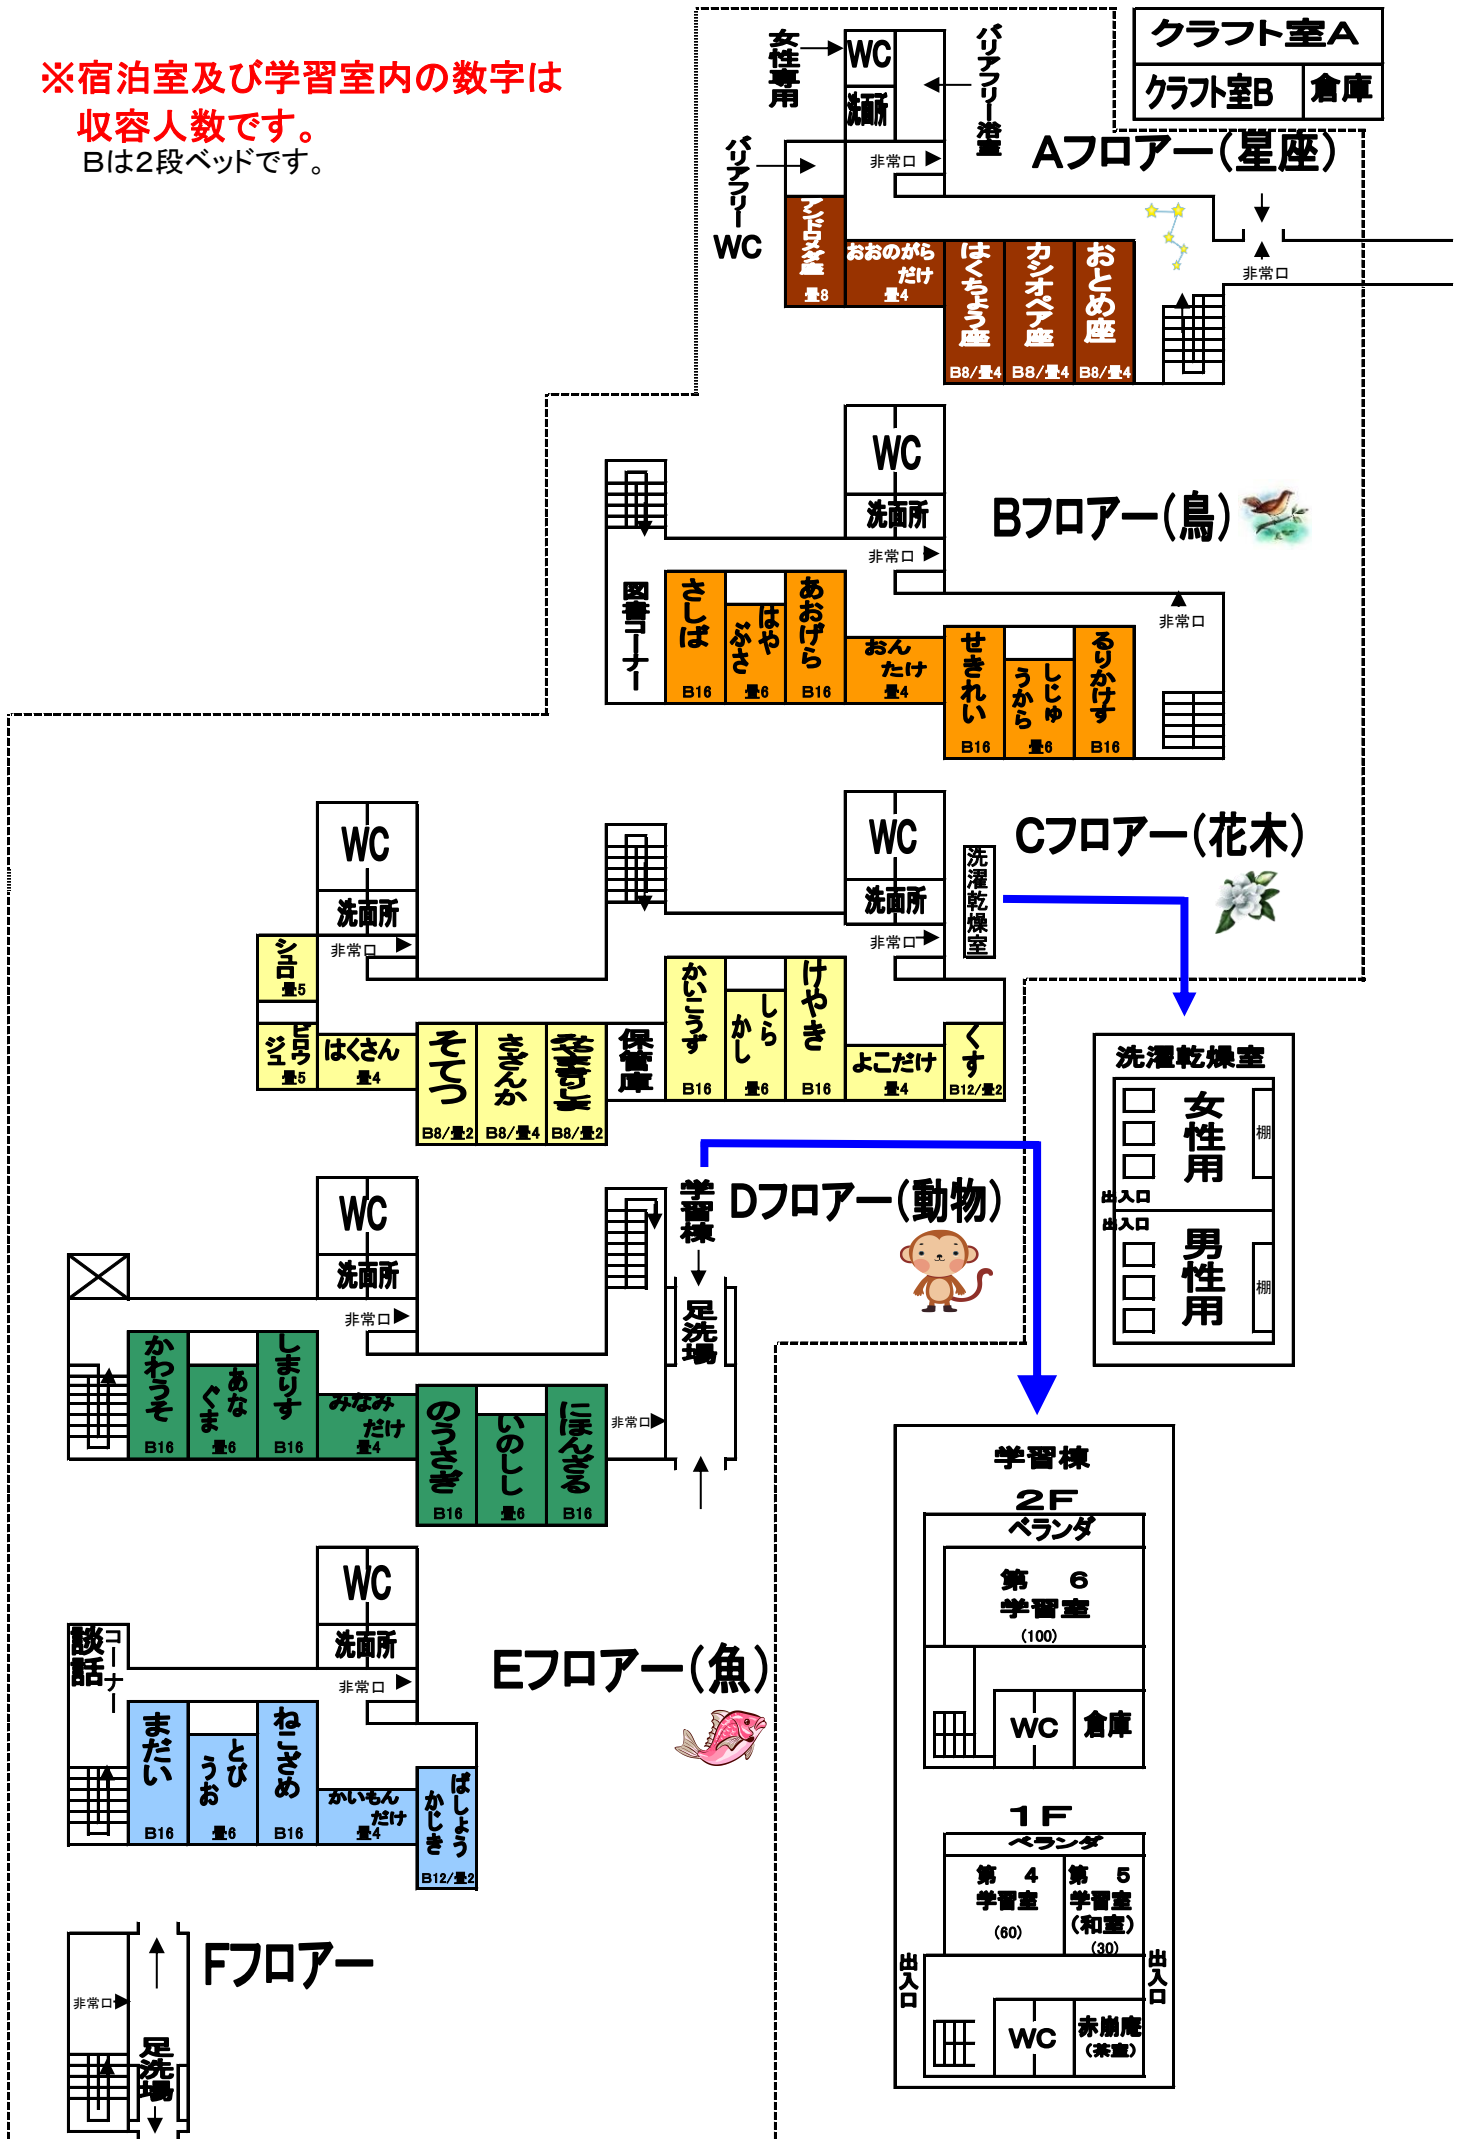 ※宿泊室及び学習室内の数字は
収容人数です。
Bは2段ベッドです。
クラフト室A
クラフト室B
倉庫
Aフロアー(星座)
女性専用
WC
洗面所
バリアフリー浴室
バリアフリーWC
非常口
非常口
アンドロメダ座
畳8
おおのがらだけ
畳4
はくちょう座
B8/畳4
カシオペア座
B8/畳4
おとめ座
B8/畳4
Bフロアー(鳥)
WC
洗面所
非常口
非常口
図書コーナー
さしば
B16
はやぶさ
畳6
あおげら
B16
おんたけ
畳4
せきれい
B16
しじゅうから
畳6
るりかけす
B16
Cフロアー(花木)
WC
洗面所
非常口
WC
洗面所
非常口
洗濯乾燥室
シュロ
畳5
ビロウジュ
畳5
はくさん
畳4
そてつ
B8/畳2
さざんか
B8/畳4
B8/畳2
保管庫
かいこうず
B16
しらかし
畳6
けやき
B16
よこだけ
畳4
くす
B12/畳2
洗濯乾燥室
女性用
棚
出入口
出入口
男性用
棚
Dフロアー(動物)
WC
洗面所
非常口
学習棟
足洗場
非常口
かわうそ
B16
あなぐま
畳6
しまりす
B16
みなみだけ
畳4
のうさぎ
B16
いのしし
畳6
にほんざる
B16
Eフロアー(魚)
WC
洗面所
非常口
談話コーナー
まだい
B16
とびうお
畳6
ねこざめ
B16
かいもんだけ
畳4
ばしょうかじき
B12/畳2
Fフロアー
非常口
足洗場
学習棟
2F
ベランダ
第6学習室
(100)
WC
倉庫
1F
ベランダ
第4学習室
(60)
第5学習室
(和室)
(30)
出入口
出入口
WC
赤崩庵
(茶室)